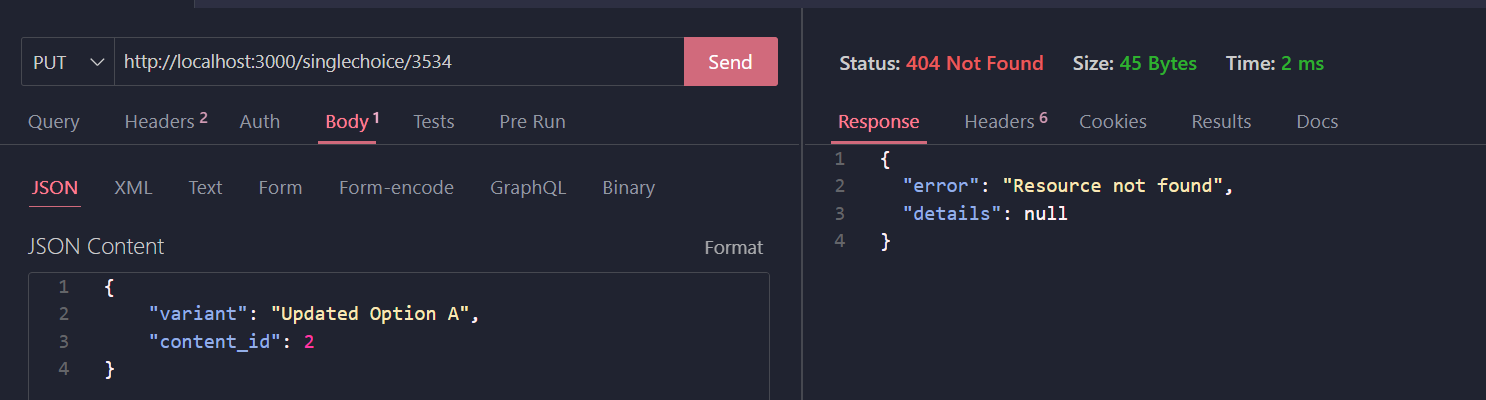 PUT http://localhost:3000/singlechoice/3534 Send
Query Headers 2 Auth Body 1 Tests Pre Run
JSON XML Text Form Form-encode GraphQL Binary
JSON Content Format
1 {
2 "variant": "Updated Option A",
3 "content_id": 2
4 }
Status: 404 Not Found Size: 45 Bytes Time: 2 ms
Response Headers 6 Cookies Results Docs
1 {
2 "error": "Resource not found",
3 "details": null
4 }